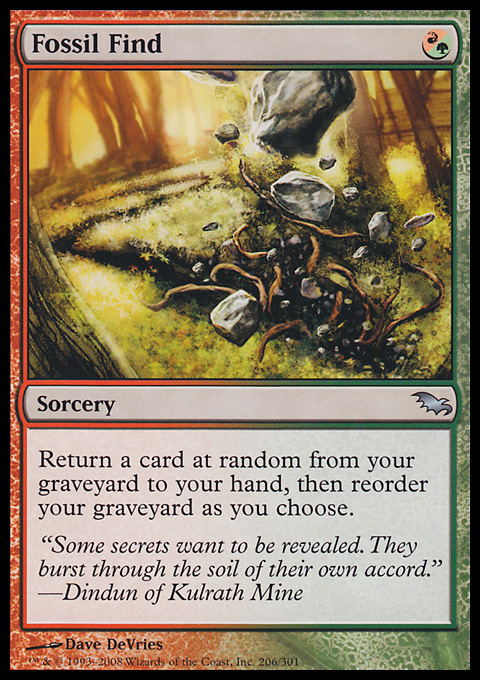 Fossil Find
Sorcery
Return a card at random from your
graveyard to your hand, then reorder
your graveyard as you choose.
“Some secrets want to be revealed. They
burst through the soil of their own accord.”
—Dindun of Kulrath Mine
Dave DeVries
™ & © 1993–2008 Wizards of the Coast, Inc. 206/301